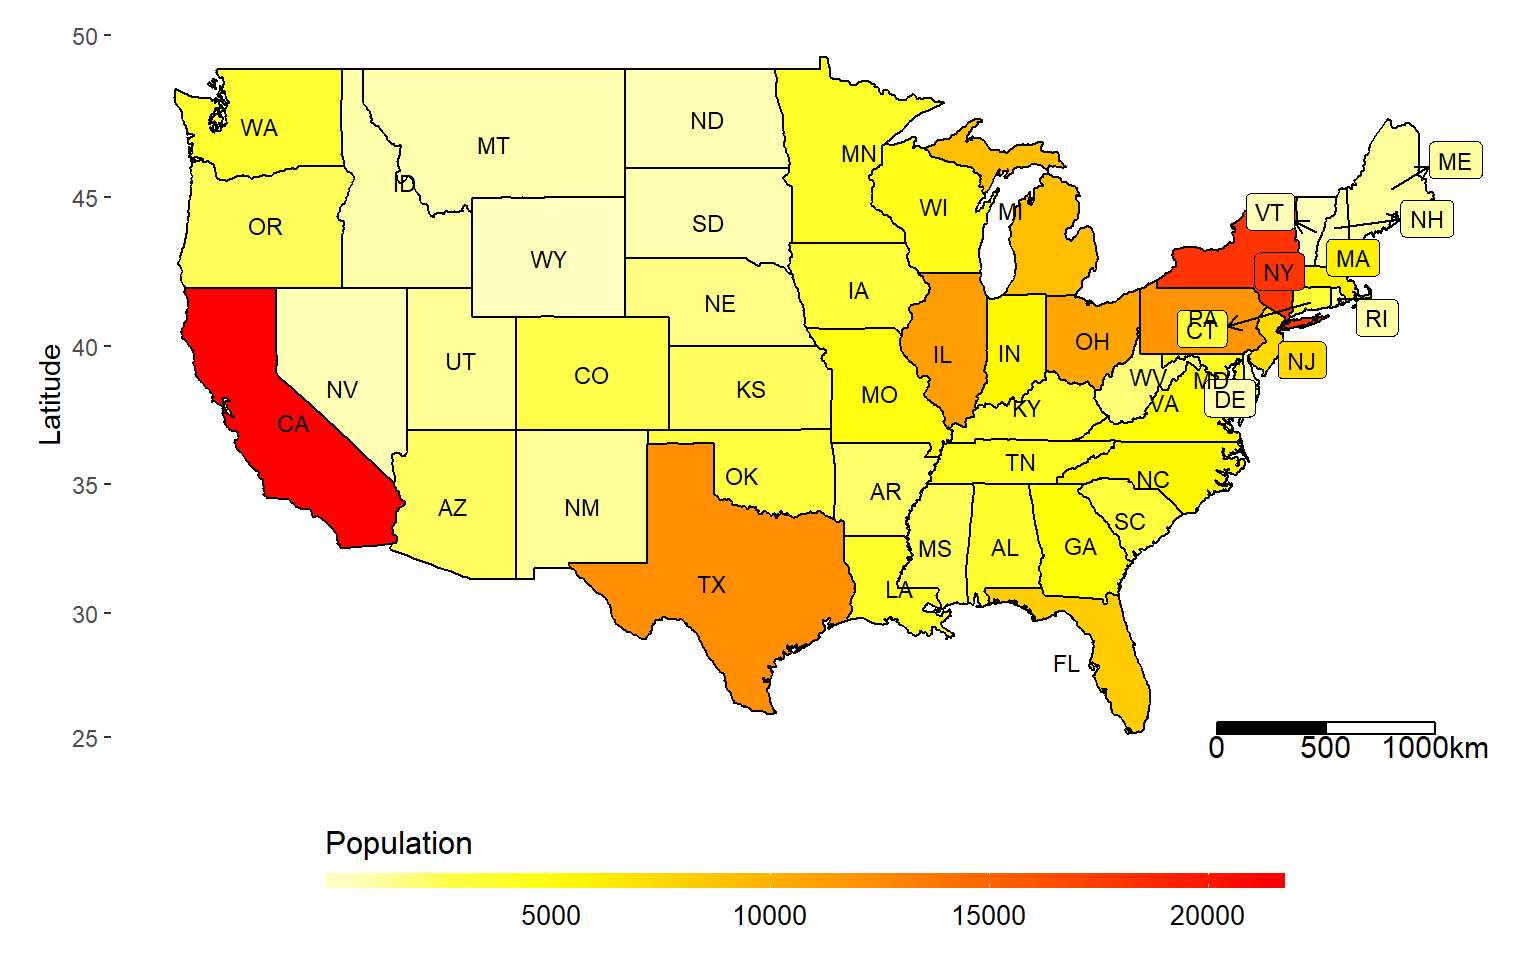 50
45
40
35
30
25
Latitude
WA
MT
ND
MN
ME
ID
OR
SD
WI
MI
VT
NH
WY
MA
NY
NE
IA
RI
PA
CT
NV
UT
CO
KS
IL
IN
OH
NJ
MO
WV
MD
DE
CA
KY
VA
TN
NC
OK
AR
AZ
NM
SC
MS
AL
GA
TX
LA
FL
0 500 1000km
Population
5000 10000 15000 20000